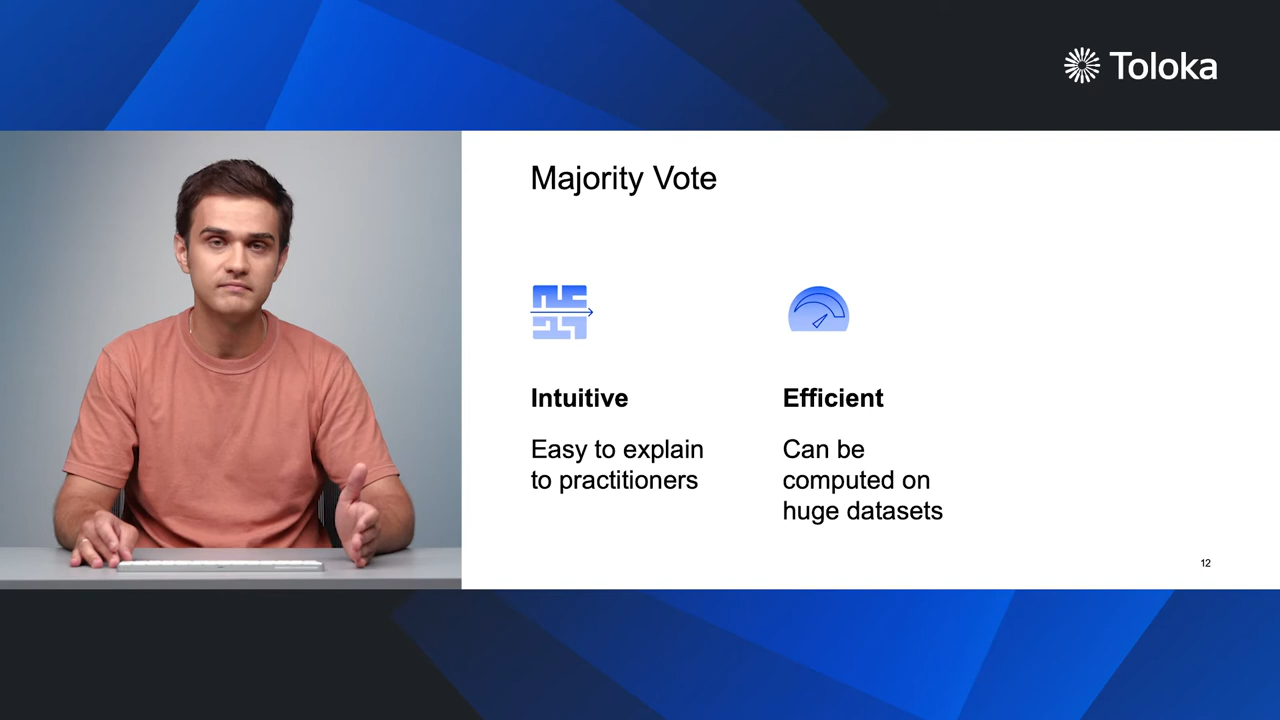 Toloka
Majority Vote
Intuitive
Easy to explain
to practitioners
Efficient
Can be
computed on
huge datasets
12